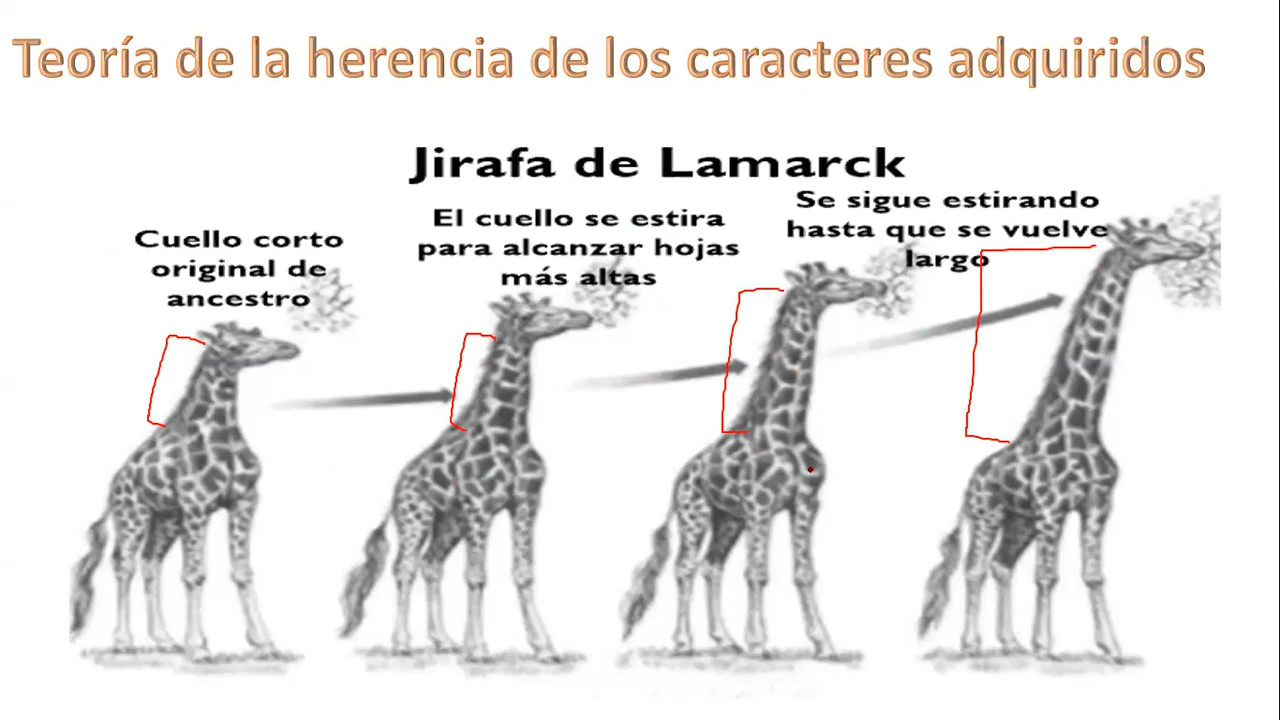 Teoría de la herencia de los caracteres adquiridos
Jirafa de Lamarck
Cuello corto
original de
ancestro
El cuello se estira
para alcanzar hojas
más altas
Se sigue estirando
hasta que se vuelve
largo